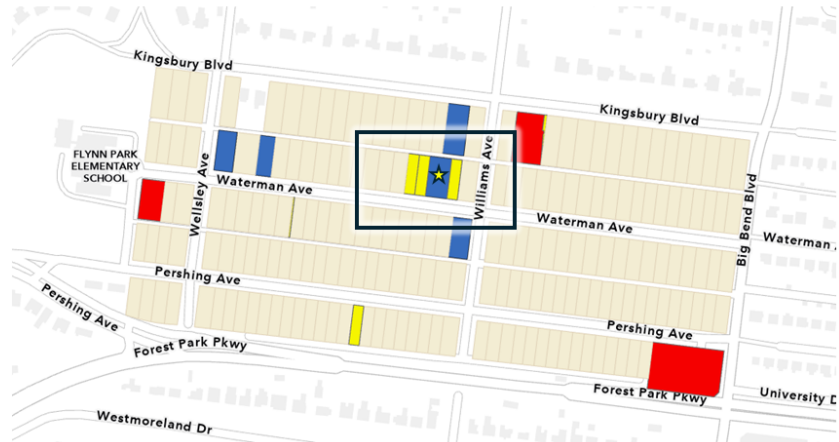 Kingsbury Blvd
Kingsbury Blvd
FLYNN PARK
ELEMENTARY
SCHOOL
Wellsley Ave
Waterman Ave
Williams Ave
Waterman Ave
Big Bend Blvd
Waterman
Pershing Ave
Pershing Ave
Pershing Ave
Forest Park Pkwy
Forest Park Pkwy
University D
Westmoreland Dr